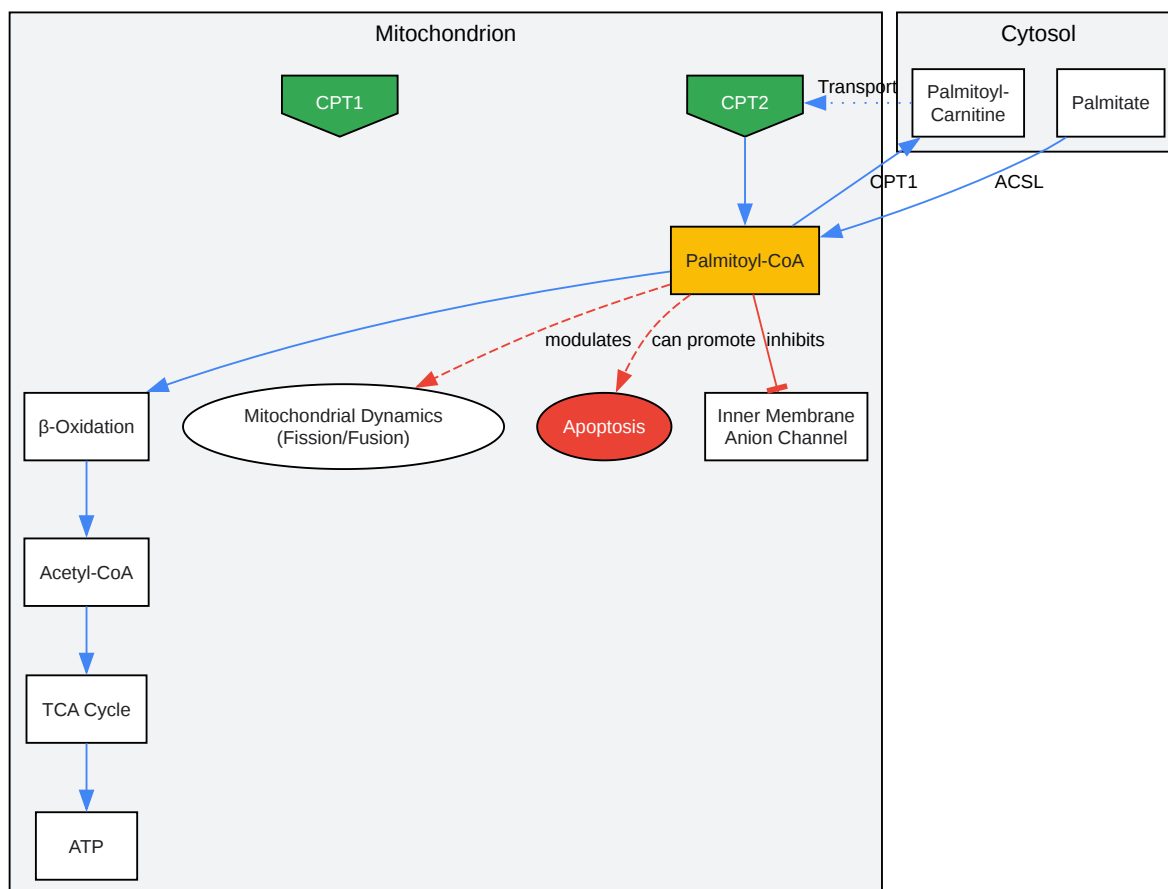 Mitochondrion
Cytosol
CPT1
CPT2
Transport
Palmitoyl-
Carnitine
Palmitate
CPT1
ACSL
Palmitoyl-CoA
modulates
can promote
inhibits
β-Oxidation
Mitochondrial Dynamics
(Fission/Fusion)
Apoptosis
Inner Membrane
Anion Channel
Acetyl-CoA
TCA Cycle
ATP